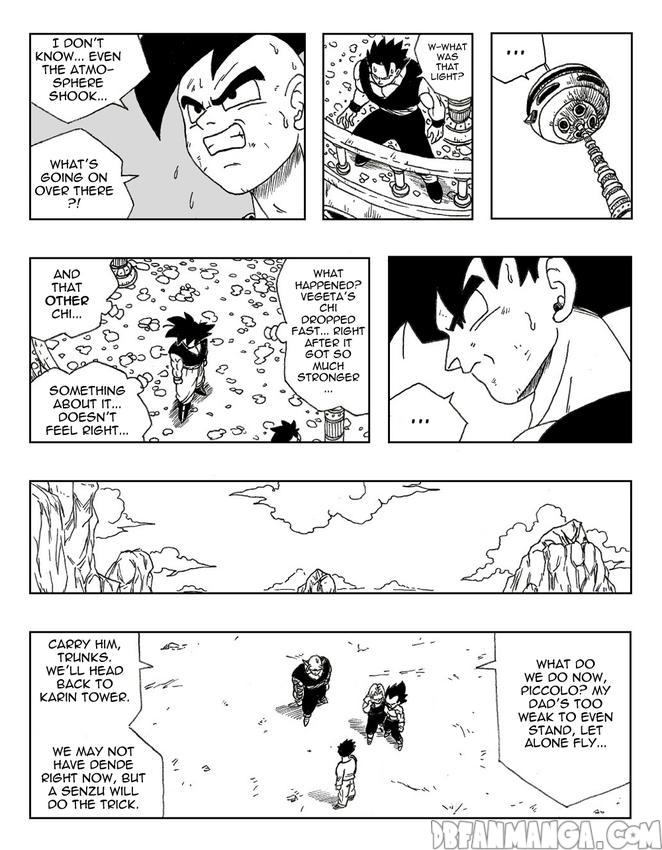 I DON'T
KNOW... EVEN
THE ATMO-
SPHERE
SHOOK...
WHAT'S
GOING ON
OVER THERE
?!
W-WHAT
WAS
THAT
LIGHT?
...
AND
THAT
OTHER
CHI...
SOMETHING
ABOUT IT...
DOESN'T
FEEL RIGHT...
WHAT
HAPPENED?
VEGETA'S
CHI
DROPPED
FAST... RIGHT
AFTER IT
GOT SO
MUCH
STRONGER
...
...
CARRY HIM,
TRUNKS.
WE'LL HEAD
BACK TO
KARIN TOWER.
WE MAY NOT
HAVE DENDE
RIGHT NOW, BUT
A SENZU WILL
DO THE TRICK.
WHAT DO
WE DO NOW,
PICCOLO? MY
DAD'S TOO
WEAK TO EVEN
STAND, LET
ALONE FLY...
DBFANMANGA.COM